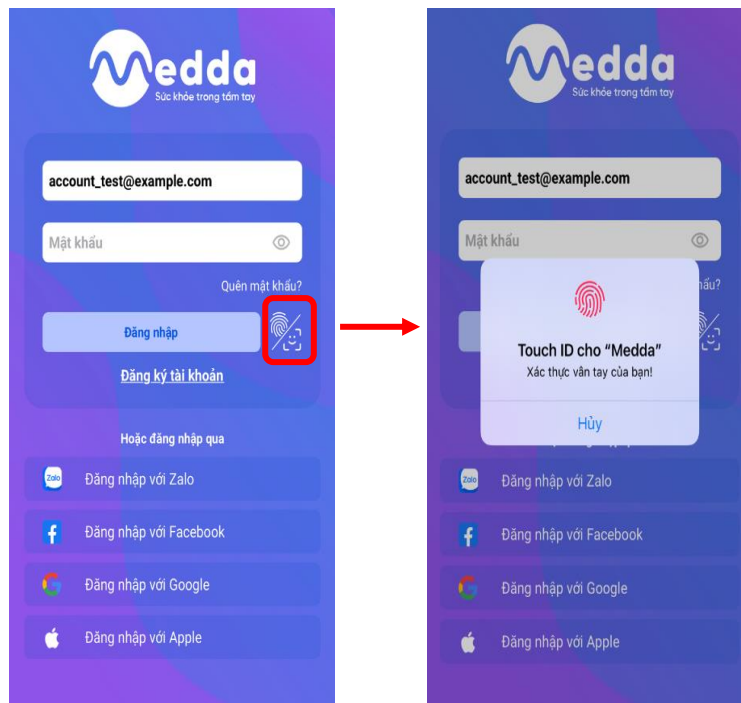 Medda
Sức khỏe trong tầm tay
account_test@example.com
Mật khẩu
Quên mật khẩu?
Đăng nhập
Đăng ký tài khoản
Hoặc đăng nhập qua
Zalo
Đăng nhập với Zalo
Đăng nhập với Facebook
Đăng nhập với Google
Đăng nhập với Apple
Medda
Sức khỏe trong tầm tay
account_test@example.com
Mật khẩu
hẩu?
Touch ID cho “Medda”
Xác thực vân tay của bạn!
Hủy
Zalo
Đăng nhập với Zalo
Đăng nhập với Facebook
Đăng nhập với Google
Đăng nhập với Apple